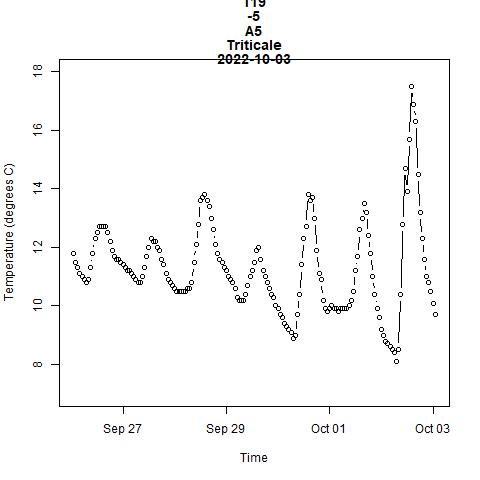 T19
-5
A5
Triticale
2022-10-03
18
16
14
12
10
8
Temperature (degrees C)
Sep 27 Sep 29 Oct 01 Oct 03
Time